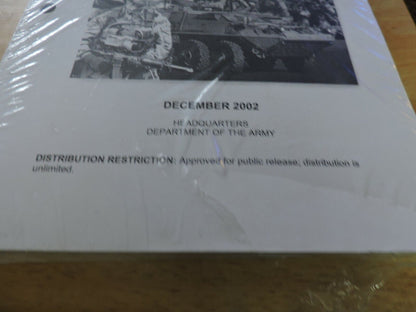 DECEMBER 2002
HEADQUARTERS
DEPARTMENT OF THE ARMY
DISTRIBUTION RESTRICTION: Approved for public release; distribution is
unlimited.